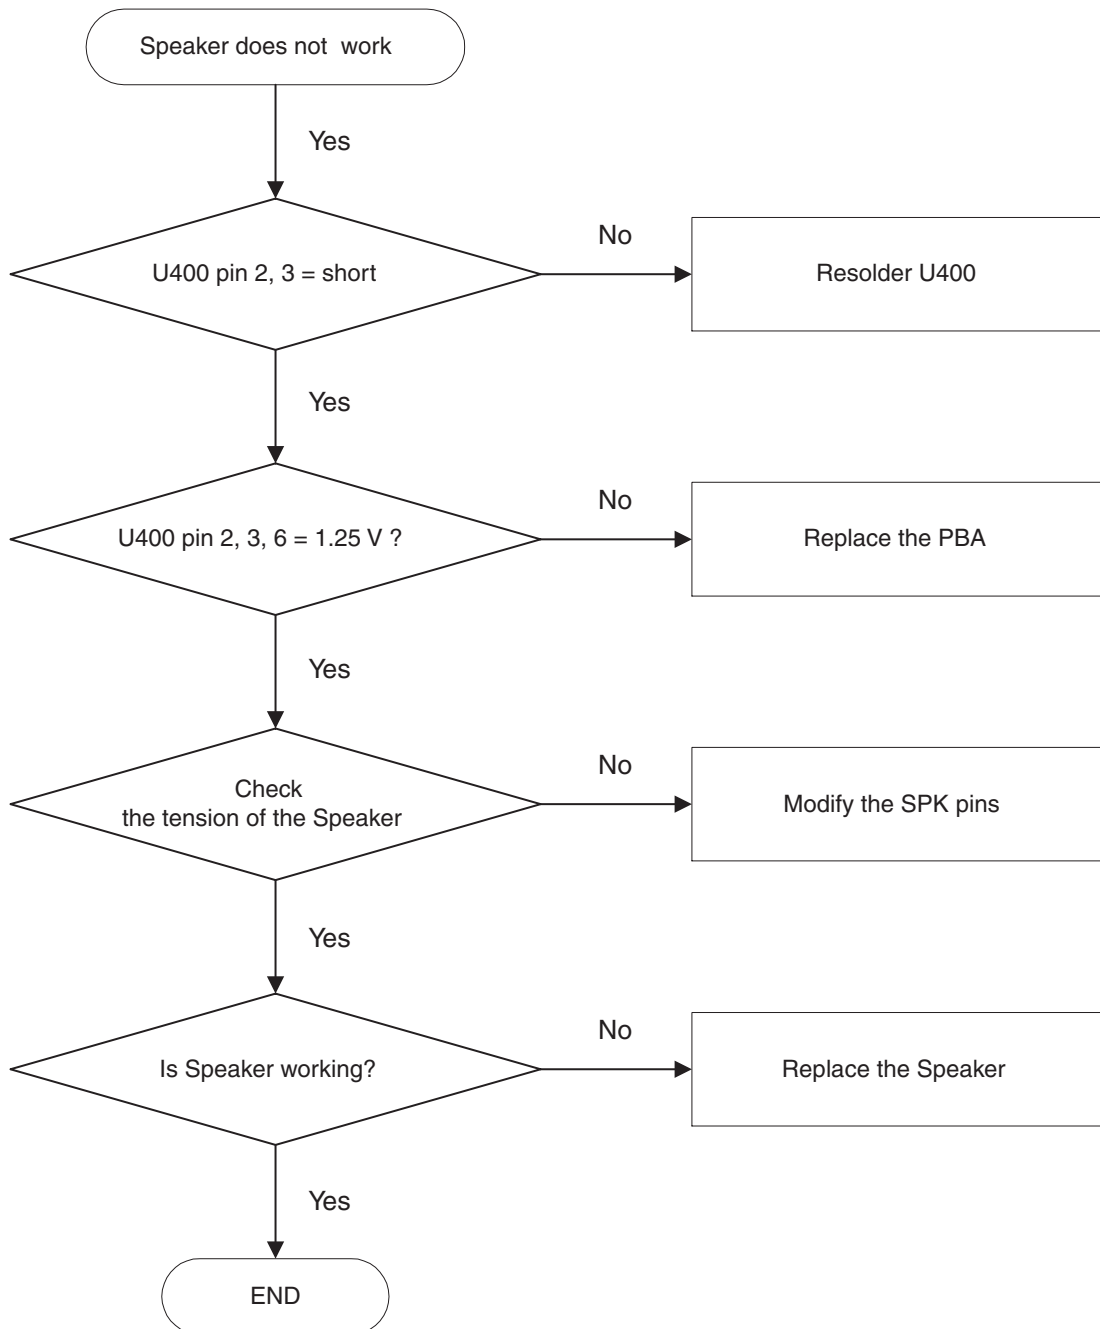 Speaker does not work
Yes
U400 pin 2, 3 = short
No
Resolder U400
Yes
U400 pin 2, 3, 6 = 1.25 V ?
No
Replace the PBA
Yes
Check
the tension of the Speaker
No
Modify the SPK pins
Yes
Is Speaker working?
No
Replace the Speaker
Yes
END